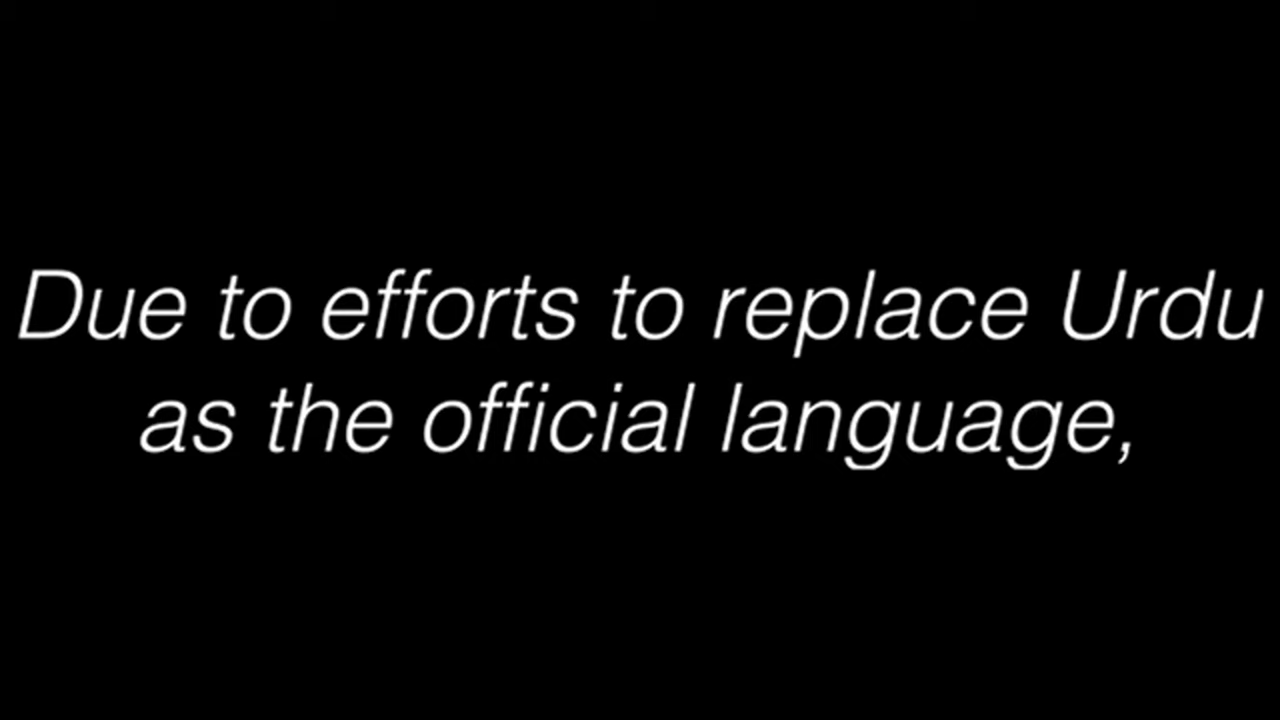 Due to efforts to replace Urdu
as the official language,